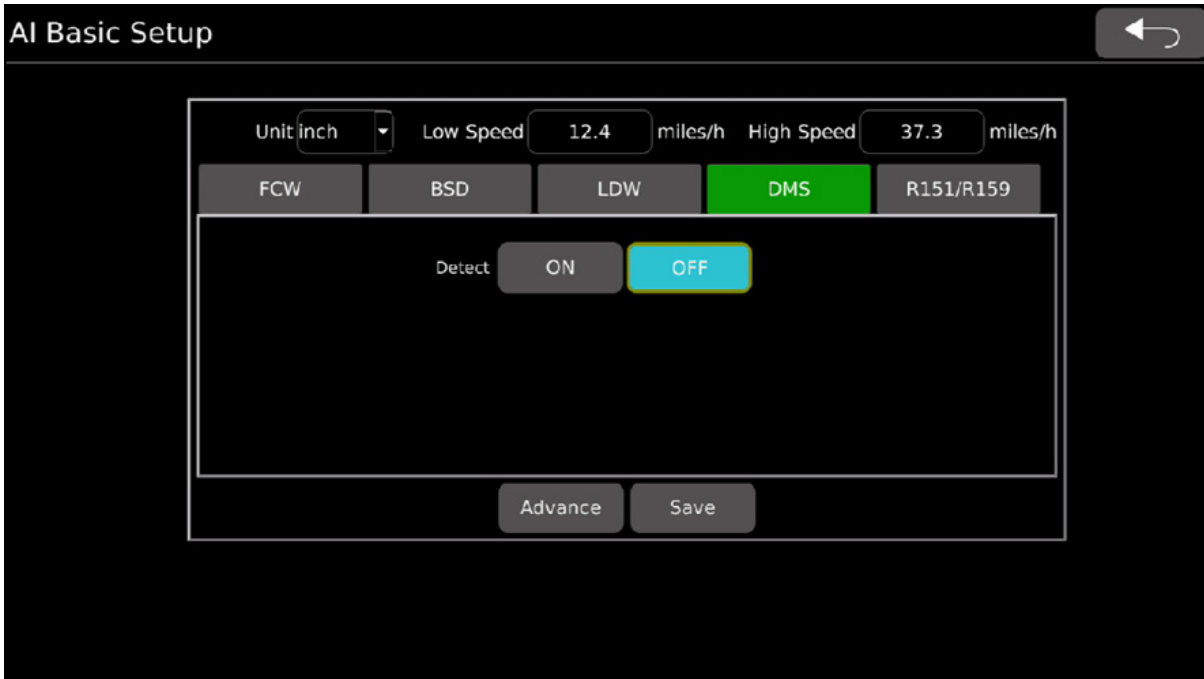 AI Basic Setup
Unit inch Low Speed 12.4 miles/h High Speed 37.3 miles/h
FCW BSD LDW DMS R151/R159
Detect ON OFF
Advance Save